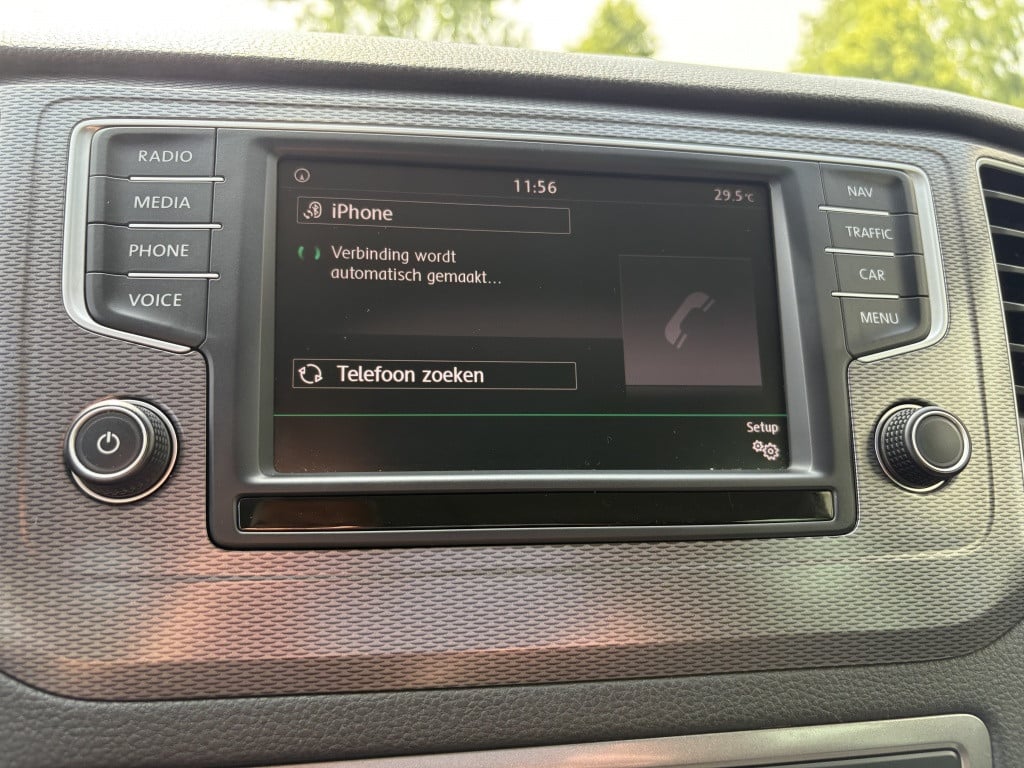 RADIO
MEDIA
PHONE
VOICE
11:56
29.5°C
iPhone
Verbinding wordt
automatisch gemaakt...
Telefoon zoeken
Setup
NAV
TRAFFIC
CAR
MENU